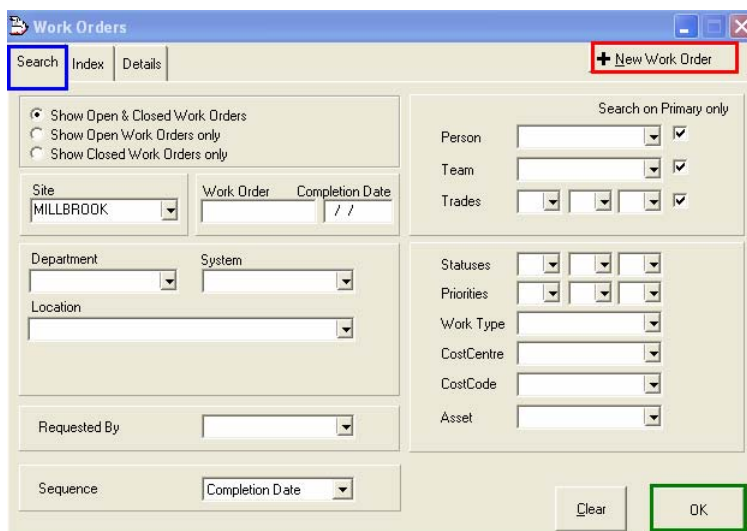 Work Orders
Search Index Details
New Work Order
Show Open & Closed Work Orders
Show Open Work Orders only
Show Closed Work Orders only
Site
MILLBROOK
Work Order Completion Date
/ /
Department System
Location
Requested By
Sequence Completion Date
Search on Primary only
Person
Team
Trades
Statuses
Priorities
Work Type
CostCentre
CostCode
Asset
Clear OK